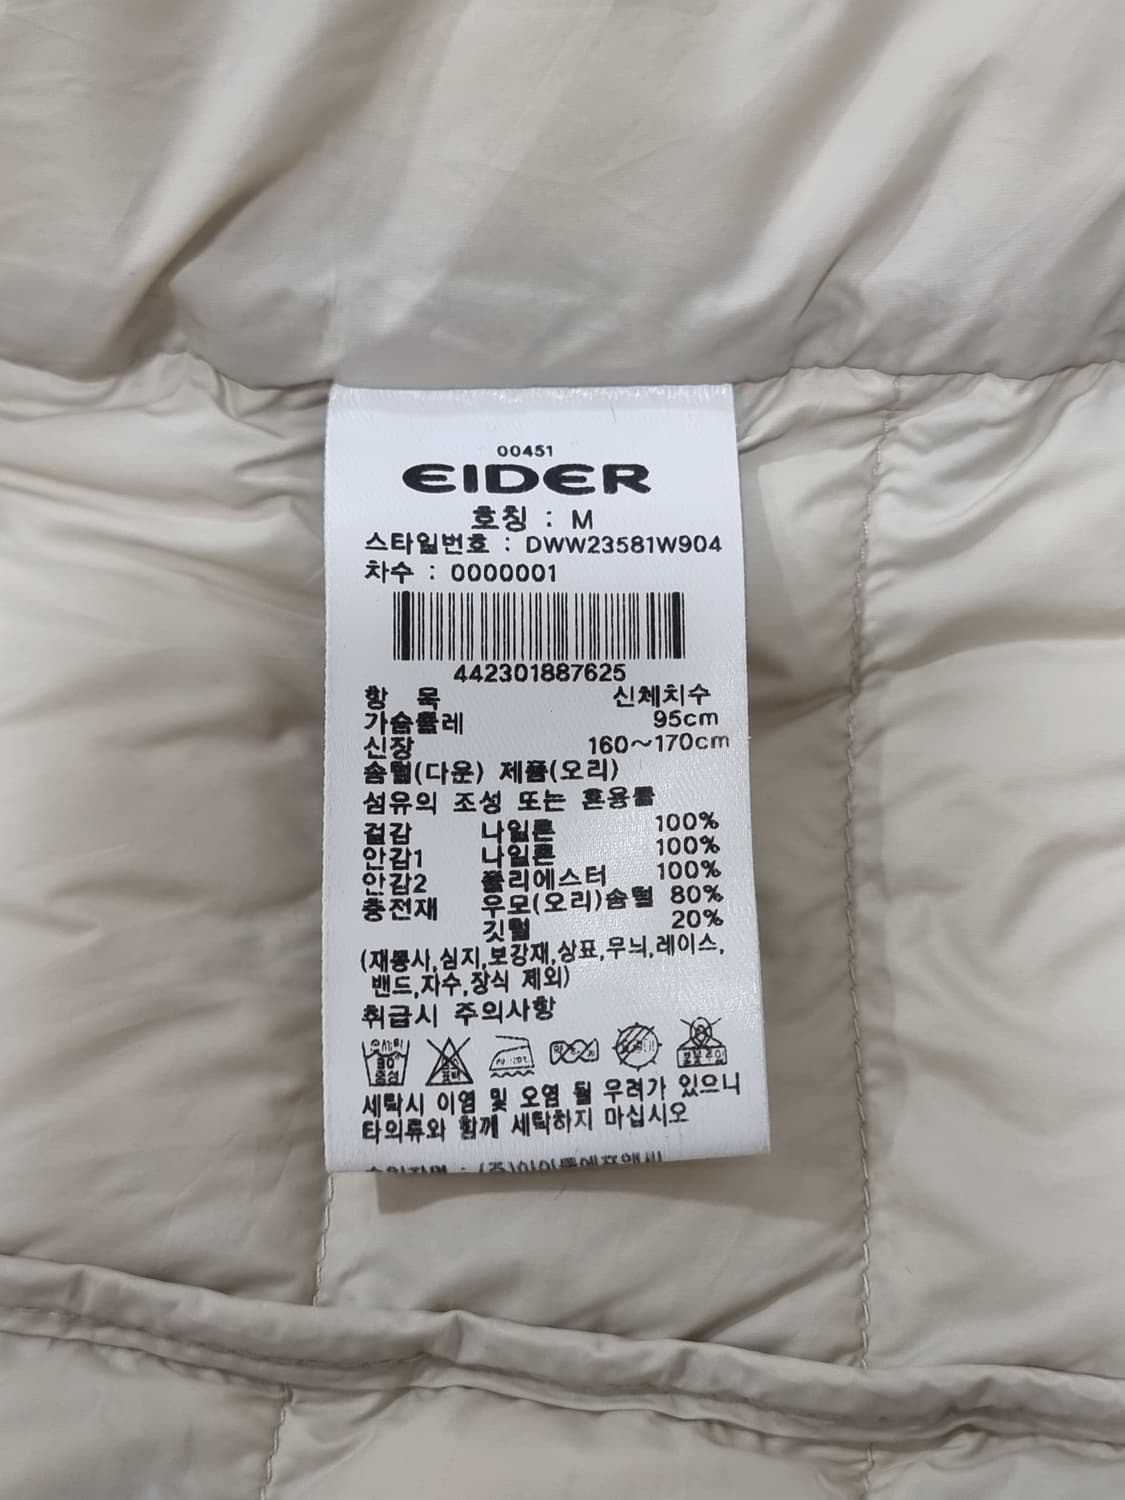 00451
EIDER
호칭 : M
스타일번호 : DWW23581W904
차수 : 0000001
442301887625
항 목 신체치수
가슴둘레 95cm
신장 160~170cm
솜털(다운) 제품(오리)
섬유의 조성 또는 혼용률
겉감 나일론 100%
안감1 나일론 100%
안감2 폴리에스터 100%
충전재 우모(오리)솜털 80%
깃털 20%
(재봉사,심지,보강재,상표,무늬,레이스,
밴드,자수,장식 제외)
취급시 주의사항
30°
중성
세탁시 이염 및 오염 될 우려가 있으니
타의류와 함께 세탁하지 마십시오